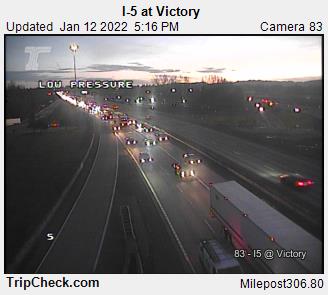 I-5 at Victory
Updated Jan 12 2022 5:16 PM Camera 83
LOW PRESSURE
S
83 - I5 @ Victory
TripCheck.com Milepost306.80